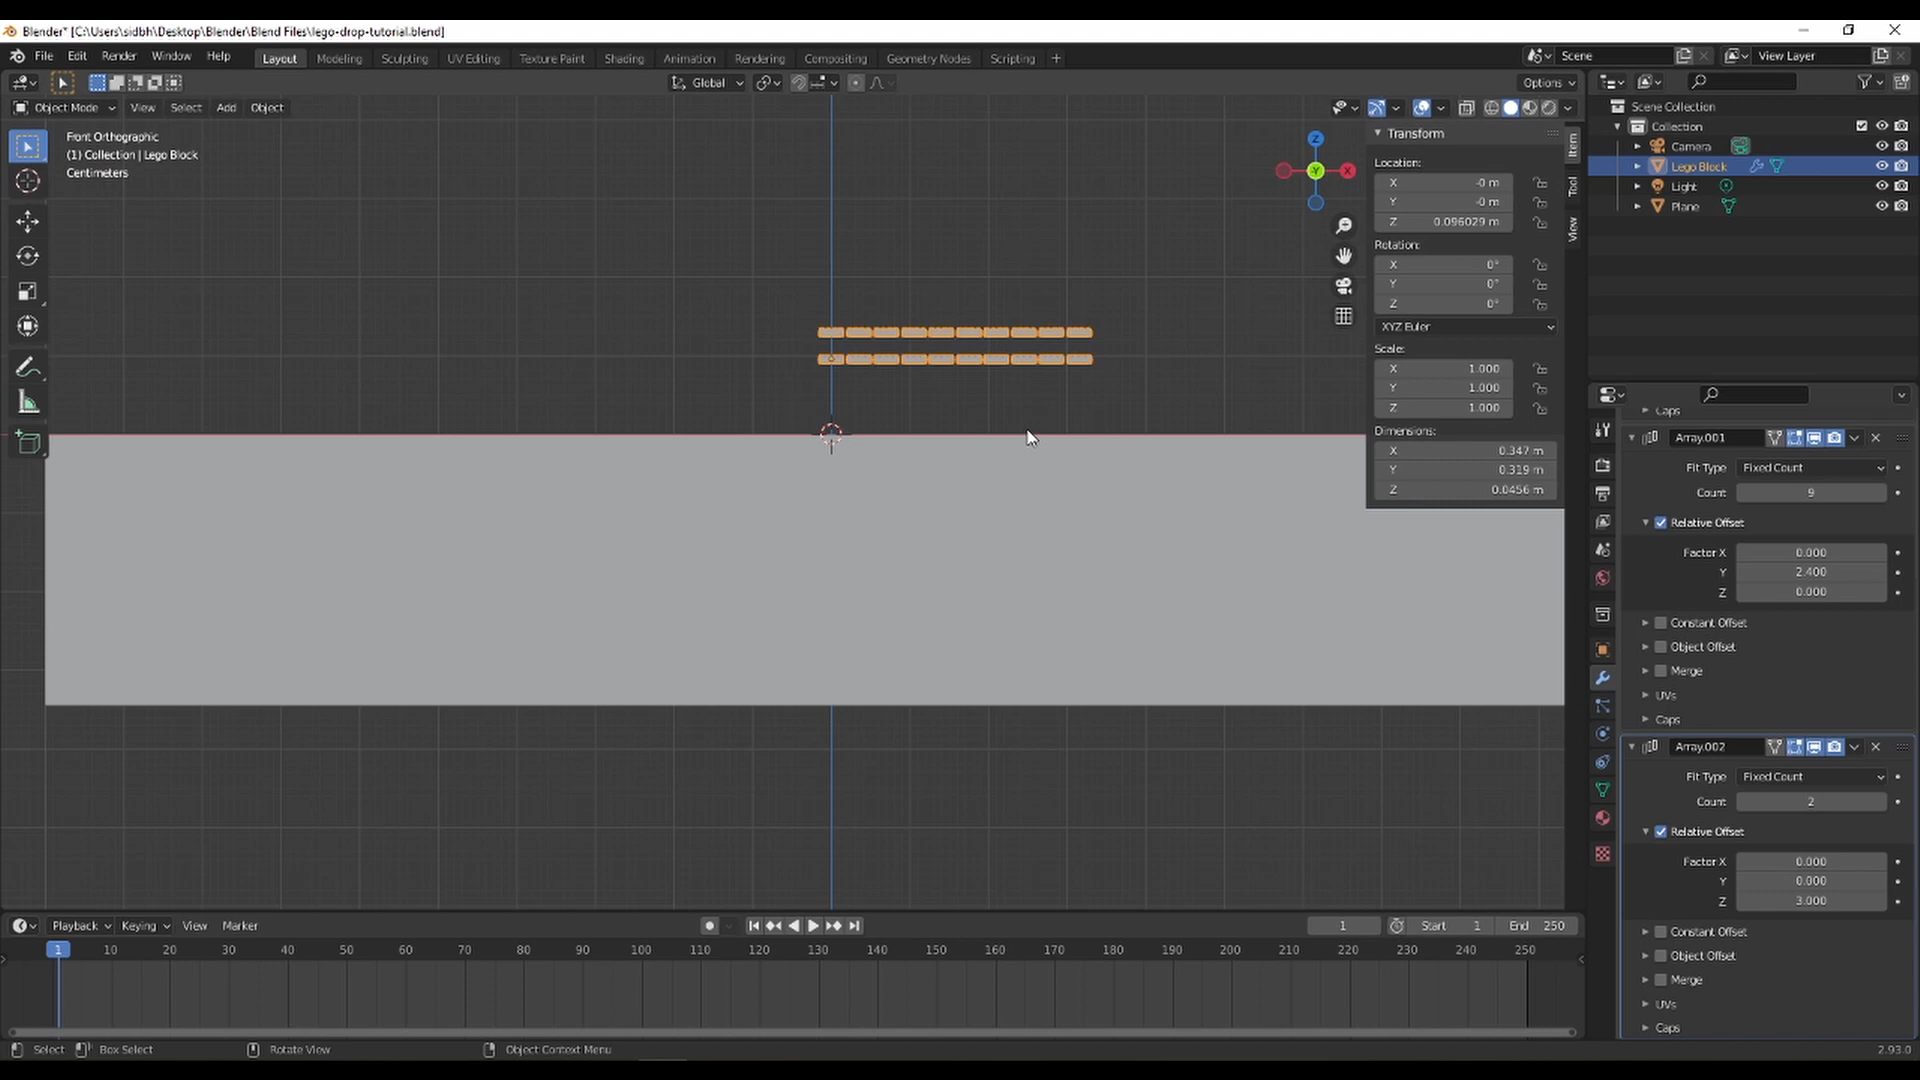 Blender* [C:\Users\sidbh\Desktop\Blender\Blend Files\lego-drop-tutorial.blend]
File Edit Render Window Help Layout Modeling Sculpting UV Editing Texture Paint Shading Animation Rendering Compositing Geometry Nodes Scripting + Scene View Layer
Global Options
Object Mode View Select Add Object
Front Orthographic
(1) Collection | Lego Block
Centimeters
Z
Y
X
Transform
Location:
X -0 m
Y -0 m
Z 0.096029 m
Rotation:
X 0°
Y 0°
Z 0°
XYZ Euler
Scale:
X 1.000
Y 1.000
Z 1.000
Dimensions:
X 0.347 m
Y 0.319 m
Z 0.0456 m
Item
Tool
View
Scene Collection
Collection
Camera
Lego Block
Light
Plane
Caps
Array.001
Fit Type Fixed Count
Count 9
Relative Offset
Factor X 0.000
Y 2.400
Z 0.000
Constant Offset
Object Offset
Merge
UVs
Caps
Array.002
Fit Type Fixed Count
Count 2
Relative Offset
Factor X 0.000
Y 0.000
Z 3.000
Constant Offset
Object Offset
Merge
UVs
Caps
Playback Keying View Marker 1 Start 1 End 250
1 10 20 30 40 50 60 70 80 90 100 110 120 130 140 150 160 170 180 190 200 210 220 230 240 250
Select Box Select Rotate View Object Context Menu 2.93.0